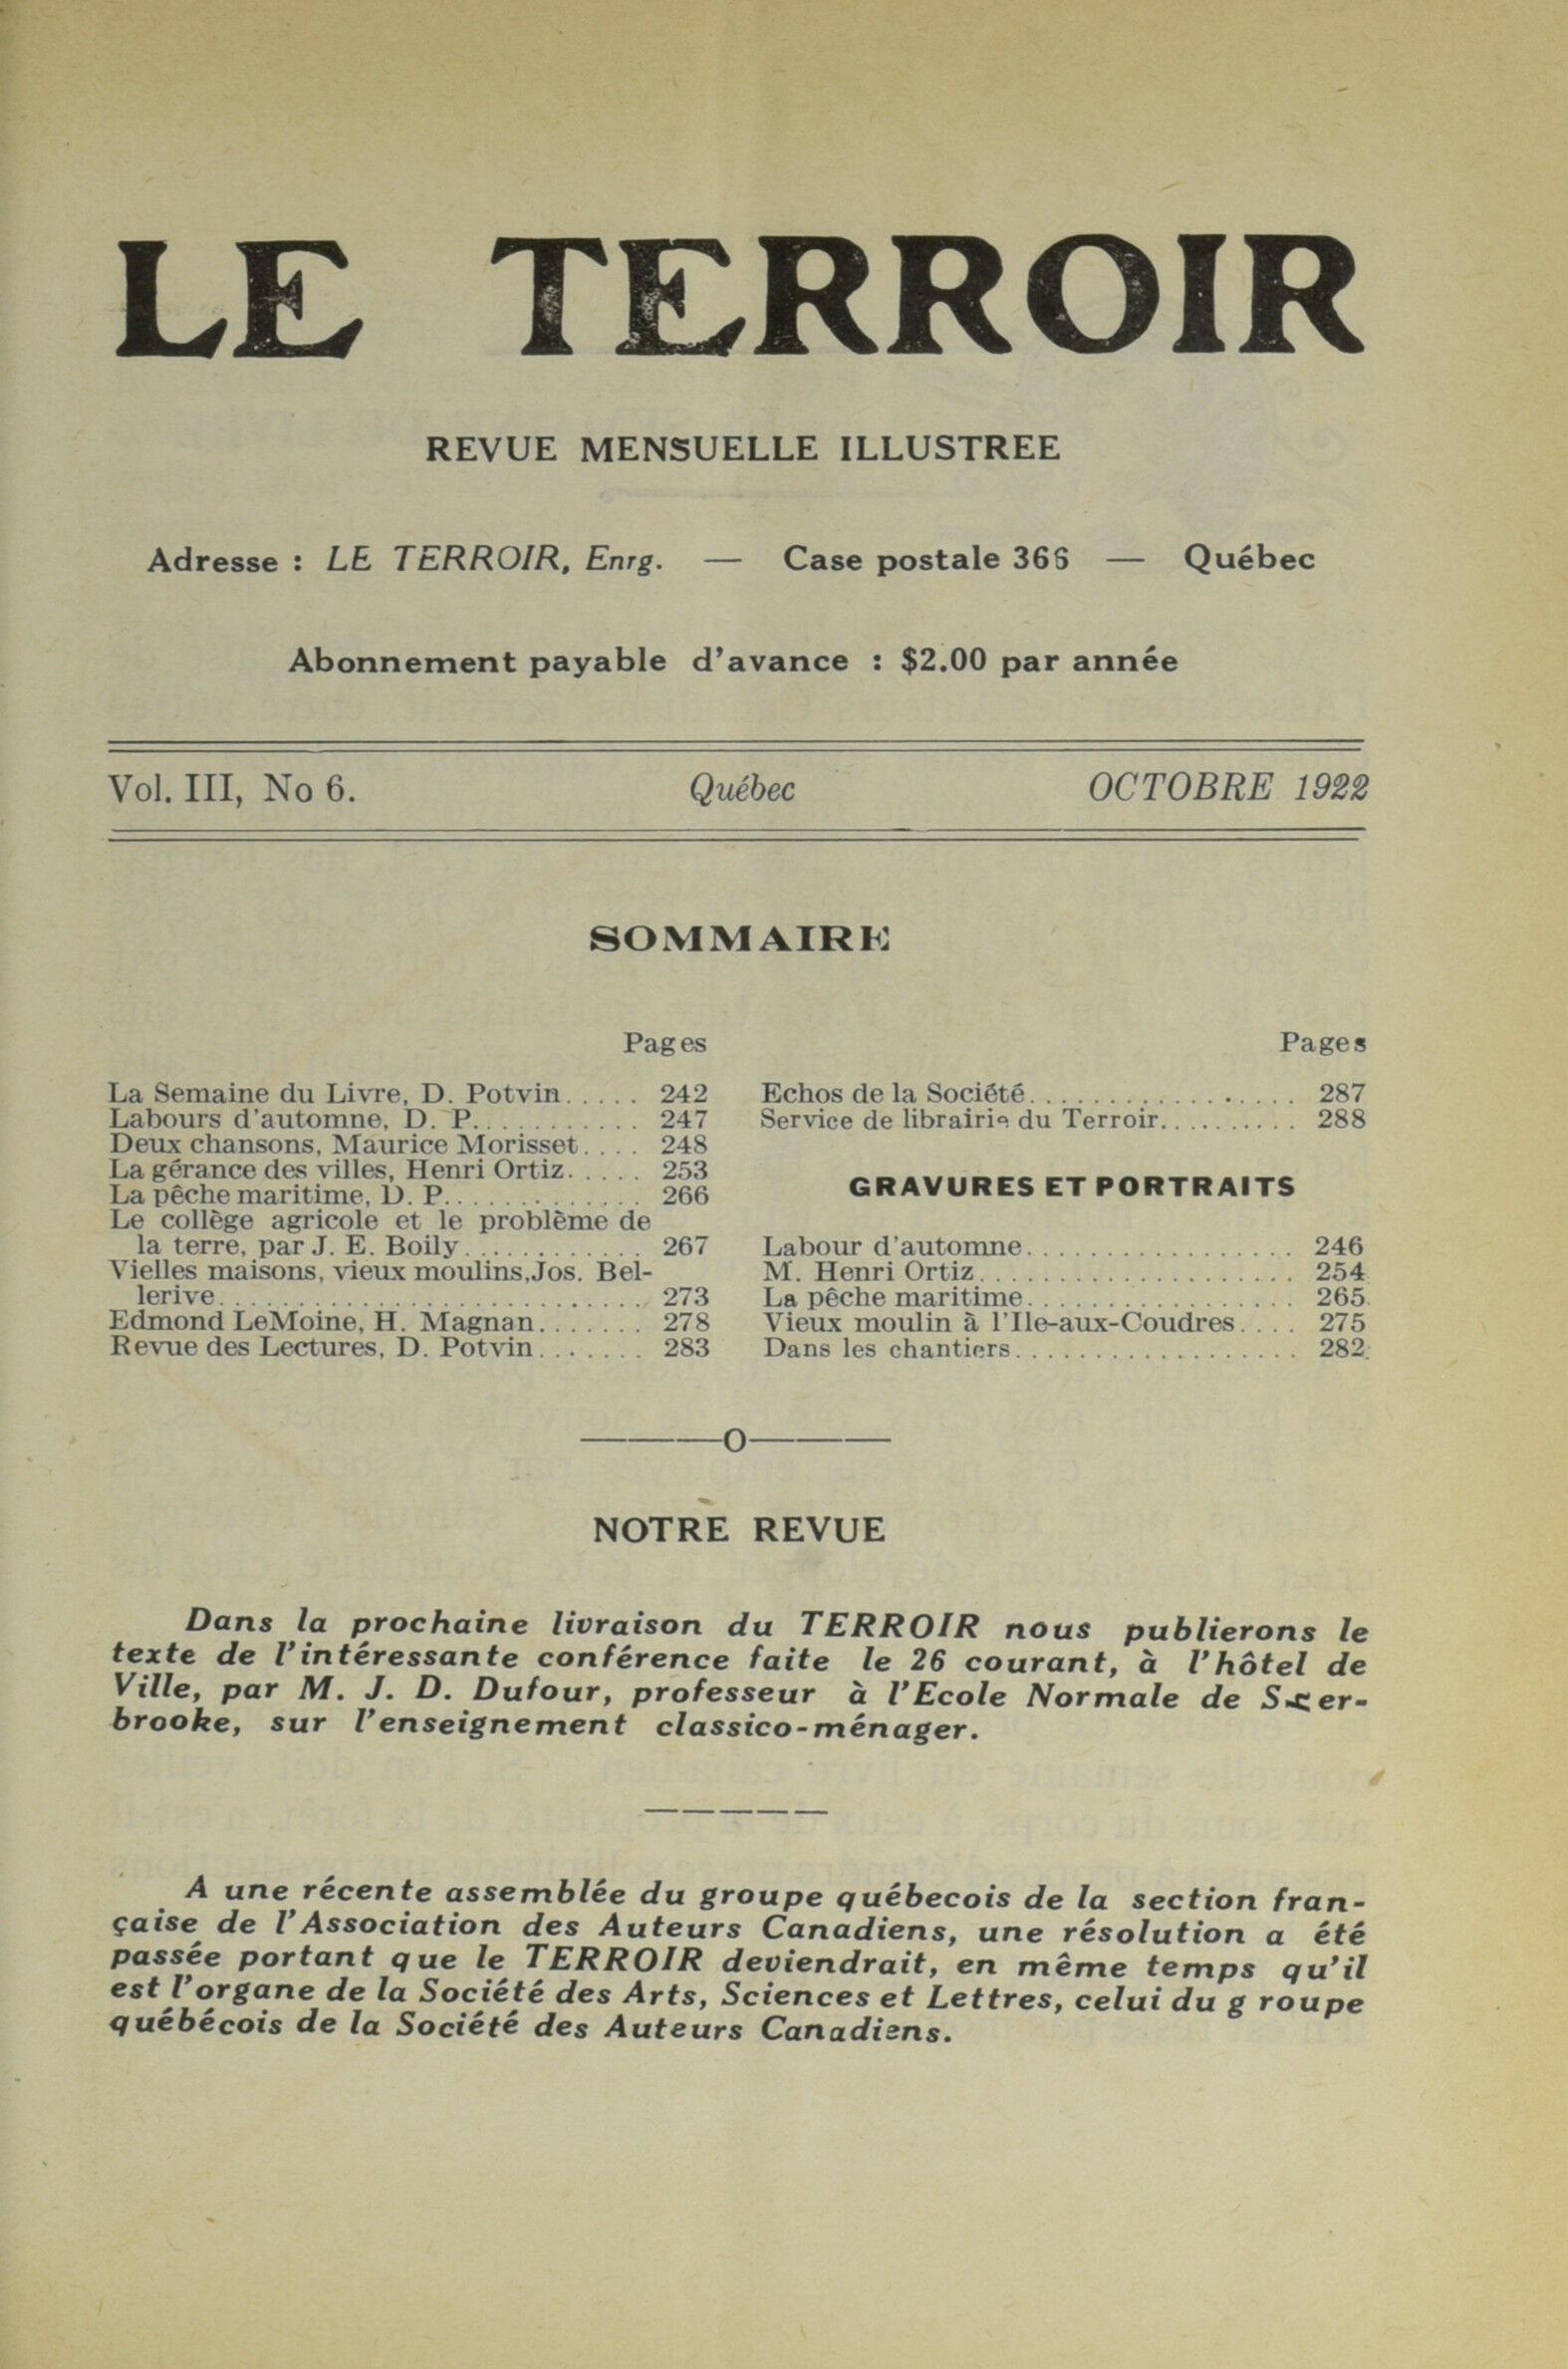 LE TERROIR
REVUE MENSUELLE ILLUSTREE
Adresse : LE TERROIR, Enrg. — Case postale 366 — Québec
Abonnement payable d'avance : $2.00 par année
Vol. III, No 6. Québec OCTOBRE 1922
SOMMAIRE
Pages
La Semaine du Livre, D. Potvin..... 242
Labours d'automne, D. P........... 247
Deux chansons, Maurice Morisset.... 248
La gérance des villes, Henri Ortiz..... 253
La pêche maritime, D. P............. 266
Le collège agricole et le problème de
la terre, par J. E. Boily............ 267
Vielles maisons, vieux moulins,Jos. Bel-
lerive........................... 273
Edmond LeMoine, H. Magnan....... 278
Revue des Lectures, D. Potvin....... 283
Pages
Echos de la Société................. 287
Service de librairie du Terroir.......... 288
GRAVURES ET PORTRAITS
Labour d'automne................. 246
M. Henri Ortiz.................... 254
La pêche maritime................. 265
Vieux moulin à l'Ile-aux-Coudres.... 275
Dans les chantiers.................. 282
———o———
NOTRE REVUE
Dans la prochaine livraison du TERROIR nous publierons le
texte de l'intéressante conférence faite le 26 courant, à l'hôtel de
Ville, par M. J. D. Dufour, professeur à l'Ecole Normale de
brooke, sur l'enseignement classico-ménager.
—————
A une récente assemblée du groupe québecois de la section fran-
çaise de l'Association des Auteurs Canadiens, une résolution a été
passée portant que le TERROIR deviendrait, en même temps qu'il
est l'organe de la Société des Arts, Sciences et Lettres, celui du g roupe
québécois de la Société des Auteurs Canadiens.